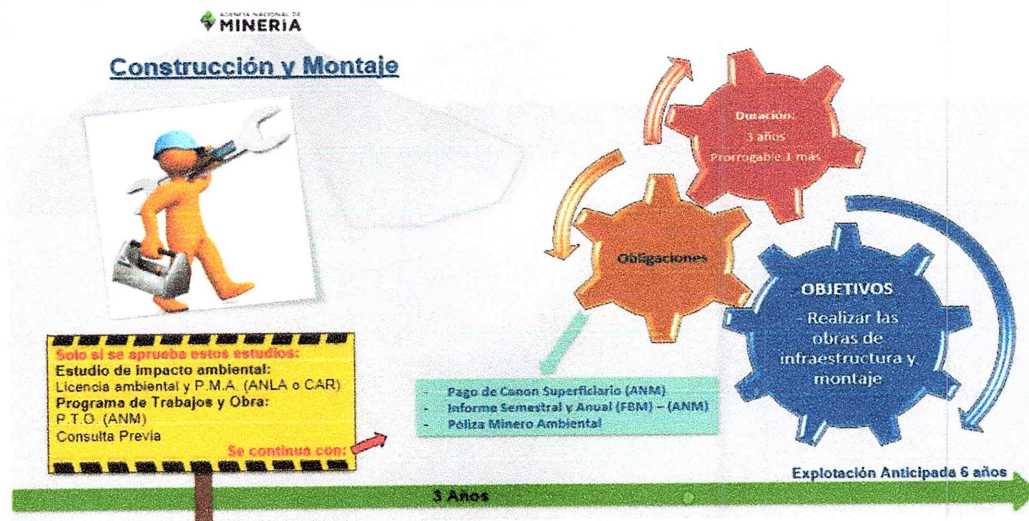 AGENCIA NACIONAL DE
MINERÍA
Construcción y Montaje
Duración:
3 años
Prorrogable 1 más
Obligaciones
OBJETIVOS
Realizar las
obras de
infraestructura y
montaje
Solo si se aprueba estos estudios:
Estudio de impacto ambiental:
Licencia ambiental y P.M.A. (ANLA o CAR)
Programa de Trabajos y Obra:
P.T.O. (ANM)
Consulta Previa
Se continua con:
- Pago de Canon Superficiario (ANM)
- Informe Semestral y Anual (FBM) – (ANM)
- Póliza Minero Ambiental
Explotación Anticipada 6 años
3 Años